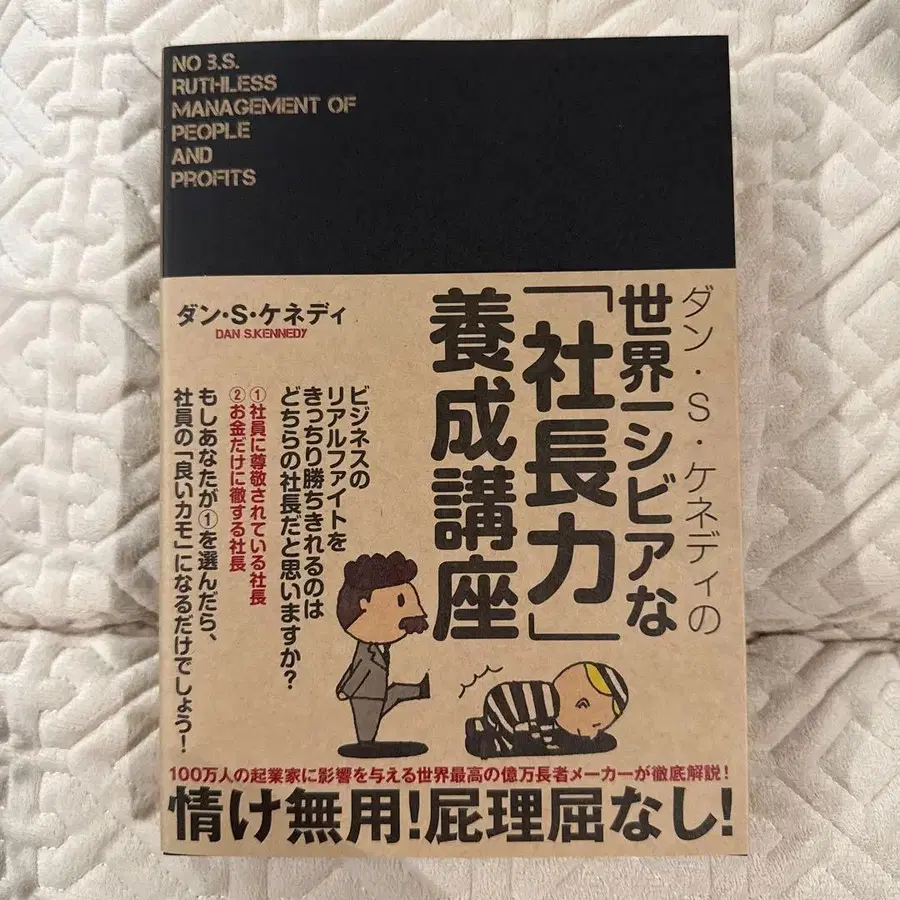 NO B.S.
RUTHLESS
MANAGEMENT OF
PEOPLE
AND
PROFITS
ダン・S・ケネディの
世界一シビアな
「社長力」
養成講座
ダン・S・ケネディ
DAN S.KENNEDY
ビジネスの
リアルファイトを
きっちり勝ちきれるのは
どちらの社長だと思いますか?
①社員に尊敬されている社長
②お金だけに徹する社長
もしあなたが①を選んだら、
社員の「良いカモ」になるだけでしょう!
100万人の起業家に影響を与える世界最高の億万長者メーカーが徹底解説!
情け無用!屁理屈なし!